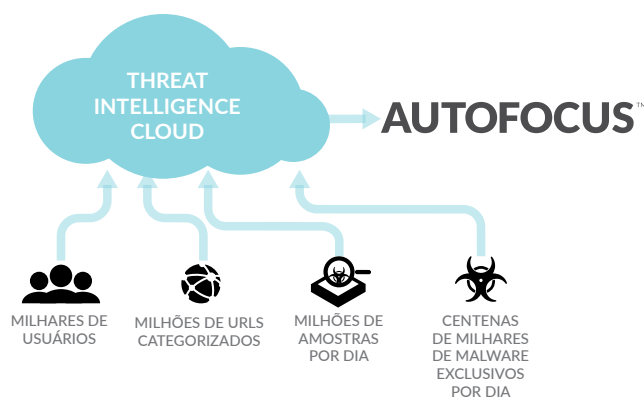 THREAT
INTELLIGENCE
CLOUD
AUTOFOCUS™
MILHARES DE
USUÁRIOS
MILHÕES DE URLS
CATEGORIZADOS
MILHÕES DE
AMOSTRAS
POR DIA
CENTENAS
DE MILHARES
DE MALWARE
EXCLUSIVOS
POR DIA